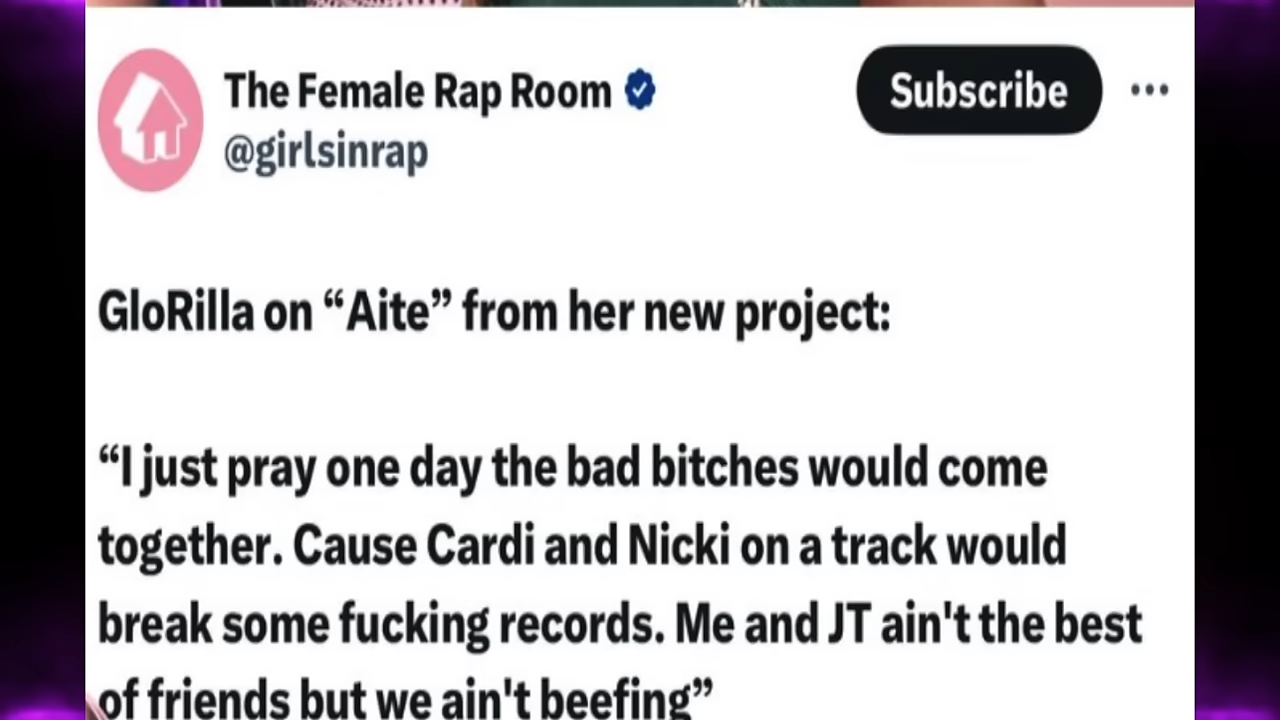 The Female Rap Room
Subscribe
@girlsinrap
GloRilla on “Aite” from her new project:
“I just pray one day the bad bitches would come
together. Cause Cardi and Nicki on a track would
break some fucking records. Me and JT ain't the best
of friends but we ain't beefing”